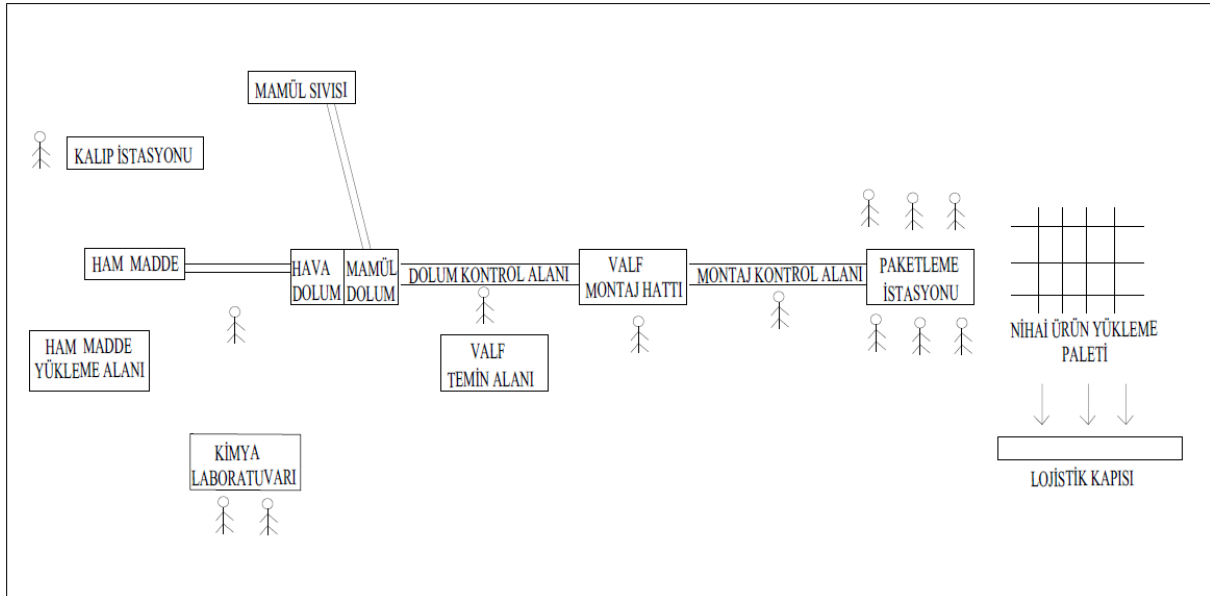 MAMÜL SIVISI
KALIP İSTASYONU
HAM MADDE
HAVA
DOLUM
MAMÜL
DOLUM
DOLUM KONTROL ALANI
VALF
MONTAJ HATTI
MONTAJ KONTROL ALANI
PAKETLEME
İSTASYONU
NİHAİ ÜRÜN YÜKLEME
PALETİ
HAM MADDE
YÜKLEME ALANI
VALF
TEMİN ALANI
KİMYA
LABORATUVARI
LOJİSTİK KAPISI